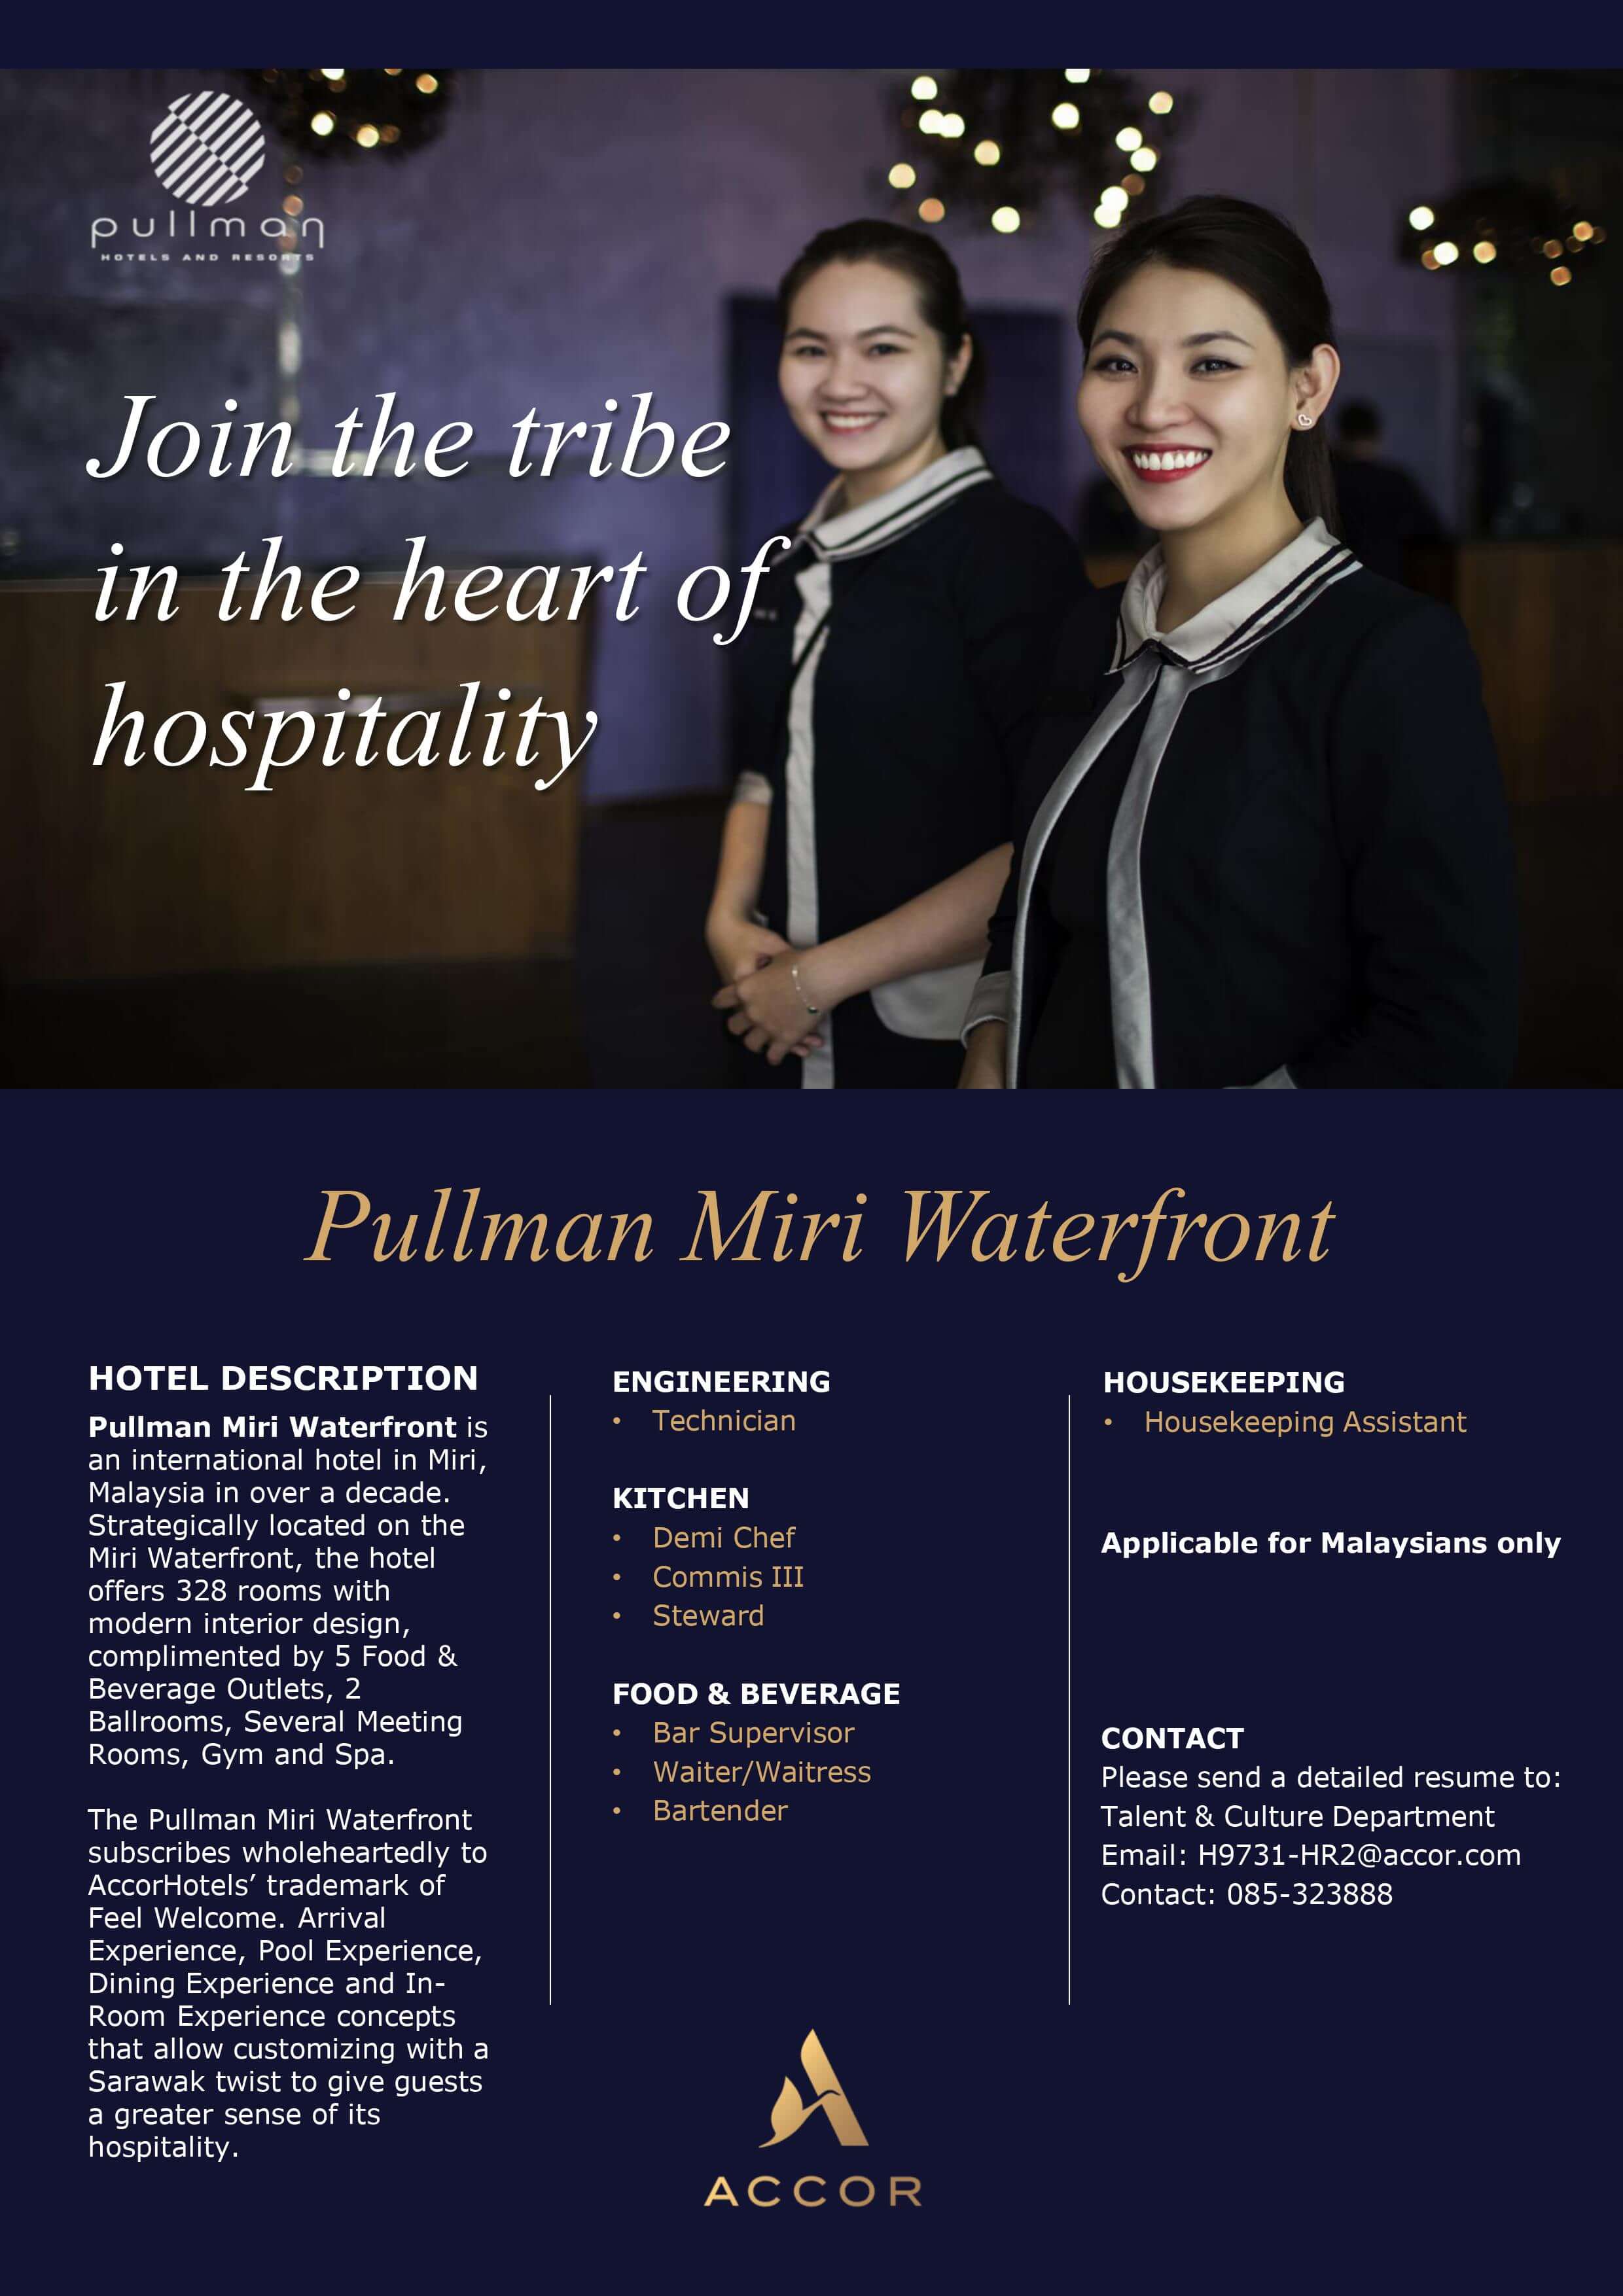 pullman
HOTELS AND RESORTS
Join the tribe
in the heart of
hospitality
Pullman Miri Waterfront
HOTEL DESCRIPTION
Pullman Miri Waterfront is
an international hotel in Miri,
Malaysia in over a decade.
Strategically located on the
Miri Waterfront, the hotel
offers 328 rooms with
modern interior design,
complimented by 5 Food &
Beverage Outlets, 2
Ballrooms, Several Meeting
Rooms, Gym and Spa.
The Pullman Miri Waterfront
subscribes wholeheartedly to
AccorHotels’ trademark of
Feel Welcome. Arrival
Experience, Pool Experience,
Dining Experience and In-
Room Experience concepts
that allow customizing with a
Sarawak twist to give guests
a greater sense of its
hospitality.
ENGINEERING
• Technician
KITCHEN
• Demi Chef
• Commis III
• Steward
FOOD & BEVERAGE
• Bar Supervisor
• Waiter/Waitress
• Bartender
HOUSEKEEPING
• Housekeeping Assistant
Applicable for Malaysians only
CONTACT
Please send a detailed resume to:
Talent & Culture Department
Email: H9731-HR2@accor.com
Contact: 085-323888
ACCOR